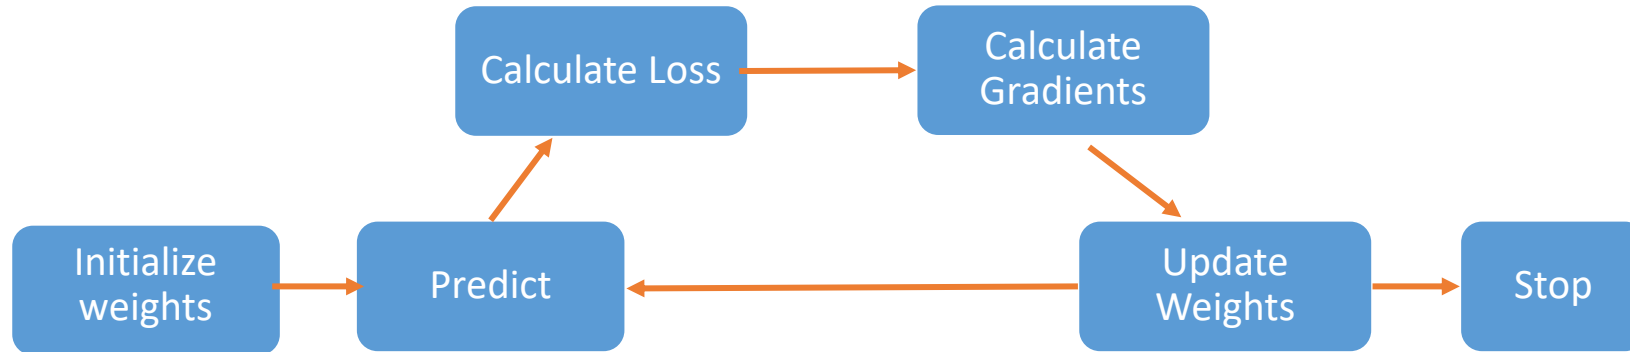 Calculate Loss
Calculate
Gradients
Initialize
weights
Predict
Update
Weights
Stop